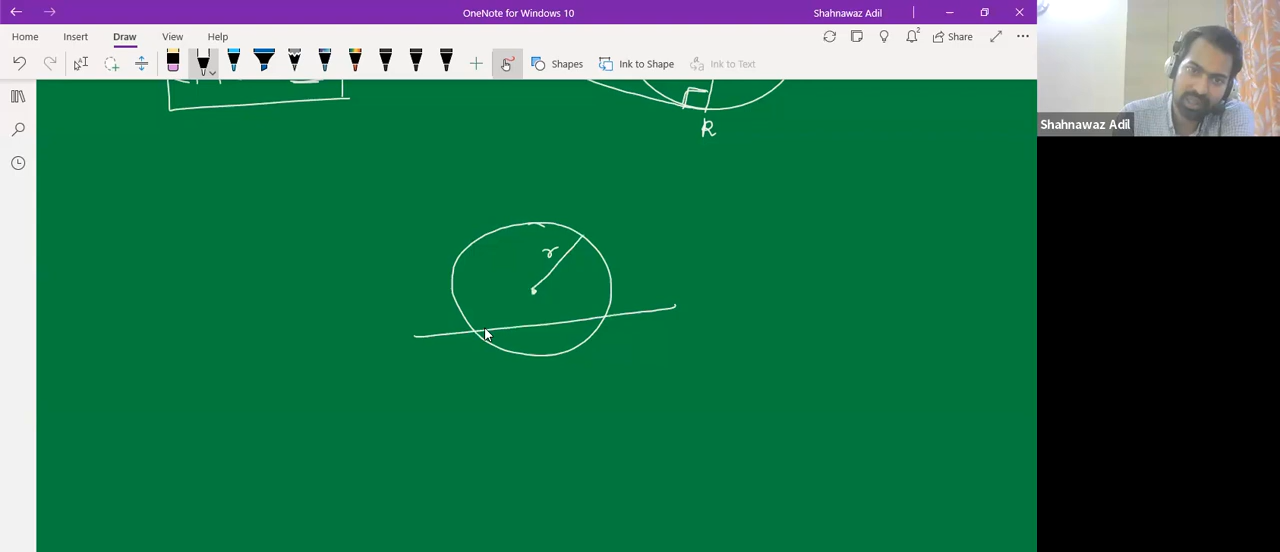 OneNote for Windows 10
Shahnawaz Adil
Home Insert Draw View Help
Share
Shapes
Ink to Shape
Ink to Text
Shahnawaz Adil
R
r